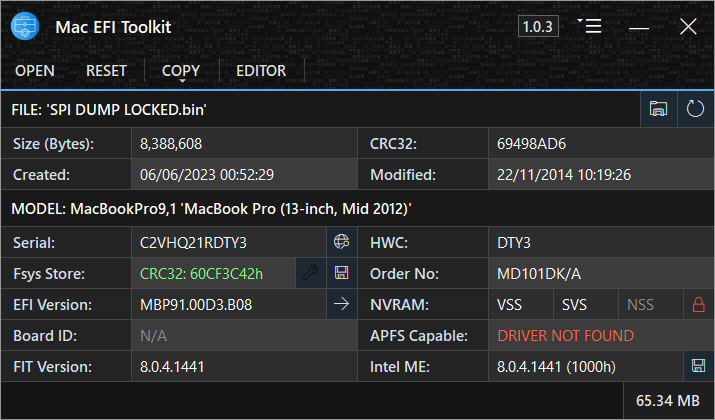 Mac EFI Toolkit 1.0.3
OPEN RESET COPY EDITOR
FILE: 'SPI DUMP LOCKED.bin'
Size (Bytes): 8,388,608 CRC32: 69498AD6
Created: 06/06/2023 00:52:29 Modified: 22/11/2014 10:19:26
MODEL: MacBookPro9,1 'MacBook Pro (13-inch, Mid 2012)'
Serial: C2VHQ21RDTY3 HWC: DTY3
Fsys Store: CRC32: 60CF3C42h Order No: MD101DK/A
EFI Version: MBP91.00D3.B08 NVRAM: VSS SVS NSS
Board ID: N/A APFS Capable: DRIVER NOT FOUND
FIT Version: 8.0.4.1441 Intel ME: 8.0.4.1441 (1000h)
65.34 MB